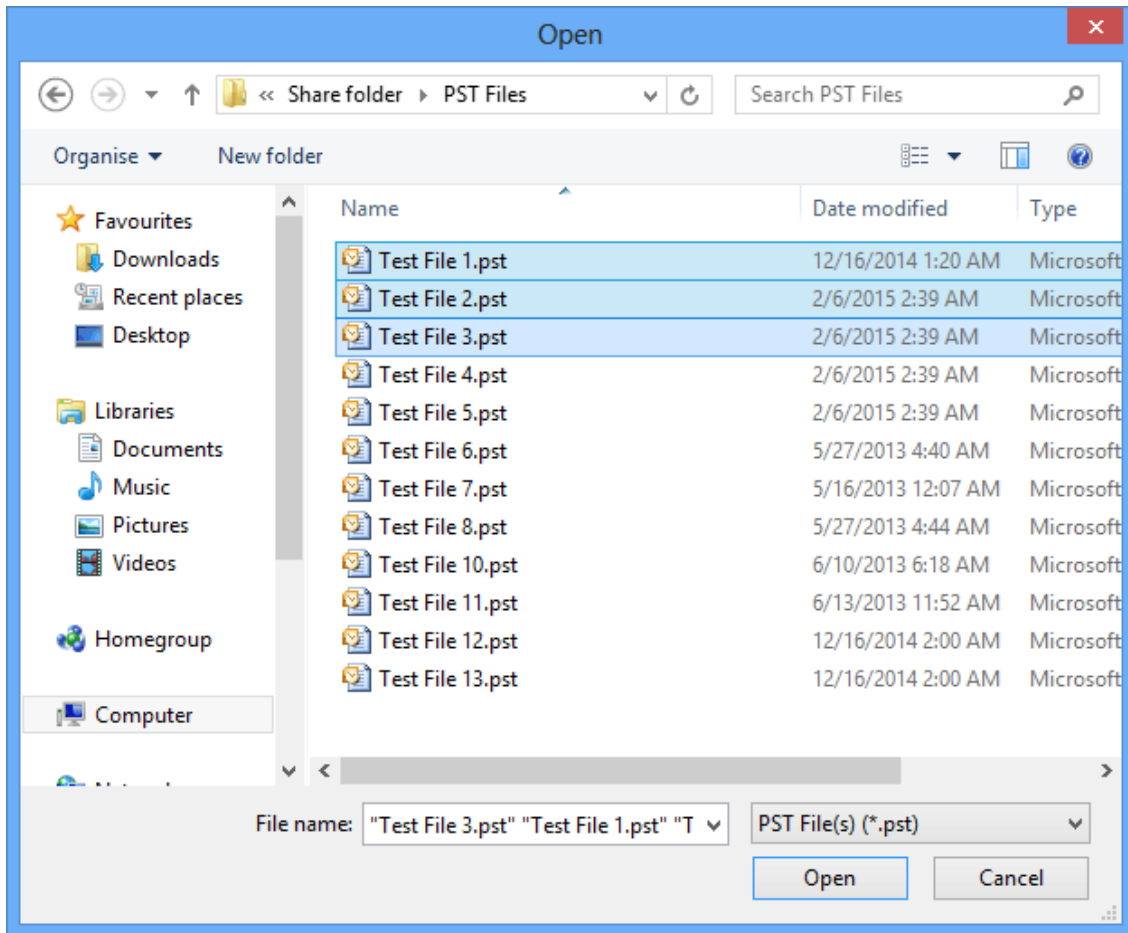 Open
« Share folder PST Files
Search PST Files
Organise New folder
Name Date modified Type
Favourites
Downloads
Recent places
Desktop
Libraries
Documents
Music
Pictures
Videos
Homegroup
Computer
Test File 1.pst 12/16/2014 1:20 AM Microsoft
Test File 2.pst 2/6/2015 2:39 AM Microsoft
Test File 3.pst 2/6/2015 2:39 AM Microsoft
Test File 4.pst 2/6/2015 2:39 AM Microsoft
Test File 5.pst 2/6/2015 2:39 AM Microsoft
Test File 6.pst 5/27/2013 4:40 AM Microsoft
Test File 7.pst 5/16/2013 12:07 AM Microsoft
Test File 8.pst 5/27/2013 4:44 AM Microsoft
Test File 10.pst 6/10/2013 6:18 AM Microsoft
Test File 11.pst 6/13/2013 11:52 AM Microsoft
Test File 12.pst 12/16/2014 2:00 AM Microsoft
Test File 13.pst 12/16/2014 2:00 AM Microsoft
File name: "Test File 3.pst" "Test File 1.pst" "T PST File(s) (*.pst)
Open Cancel